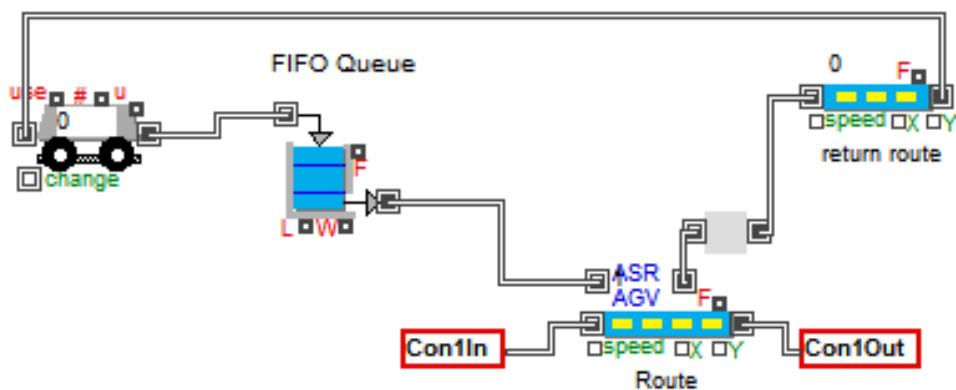 FIFO Queue
0
F
use # u
0
speed X Y
change
return route
F
L W
ASR
AGV
F
Con1In
speed X Y
Con1Out
Route